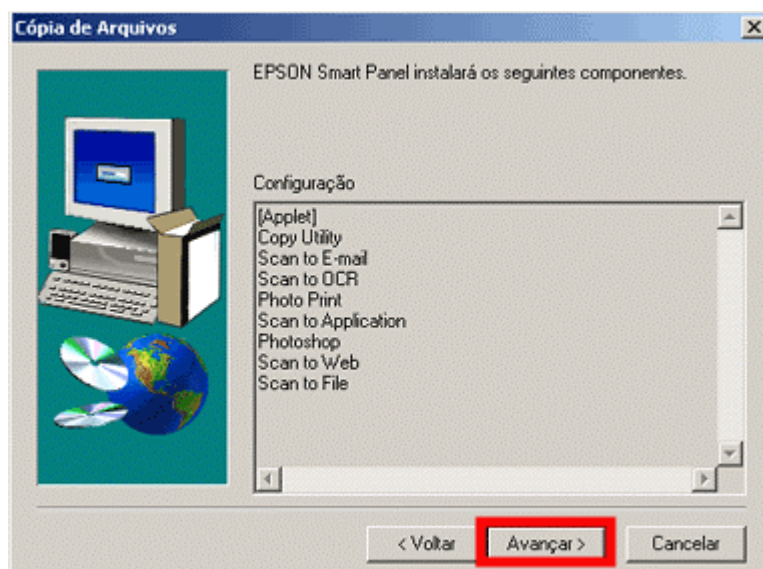 Cópia de Arquivos
EPSON Smart Panel instalará os seguintes componentes.
Configuração
[Applet]
Copy Utility
Scan to E-mail
Scan to OCR
Photo Print
Scan to Application
Photoshop
Scan to Web
Scan to File
< Voltar
Avançar >
Cancelar